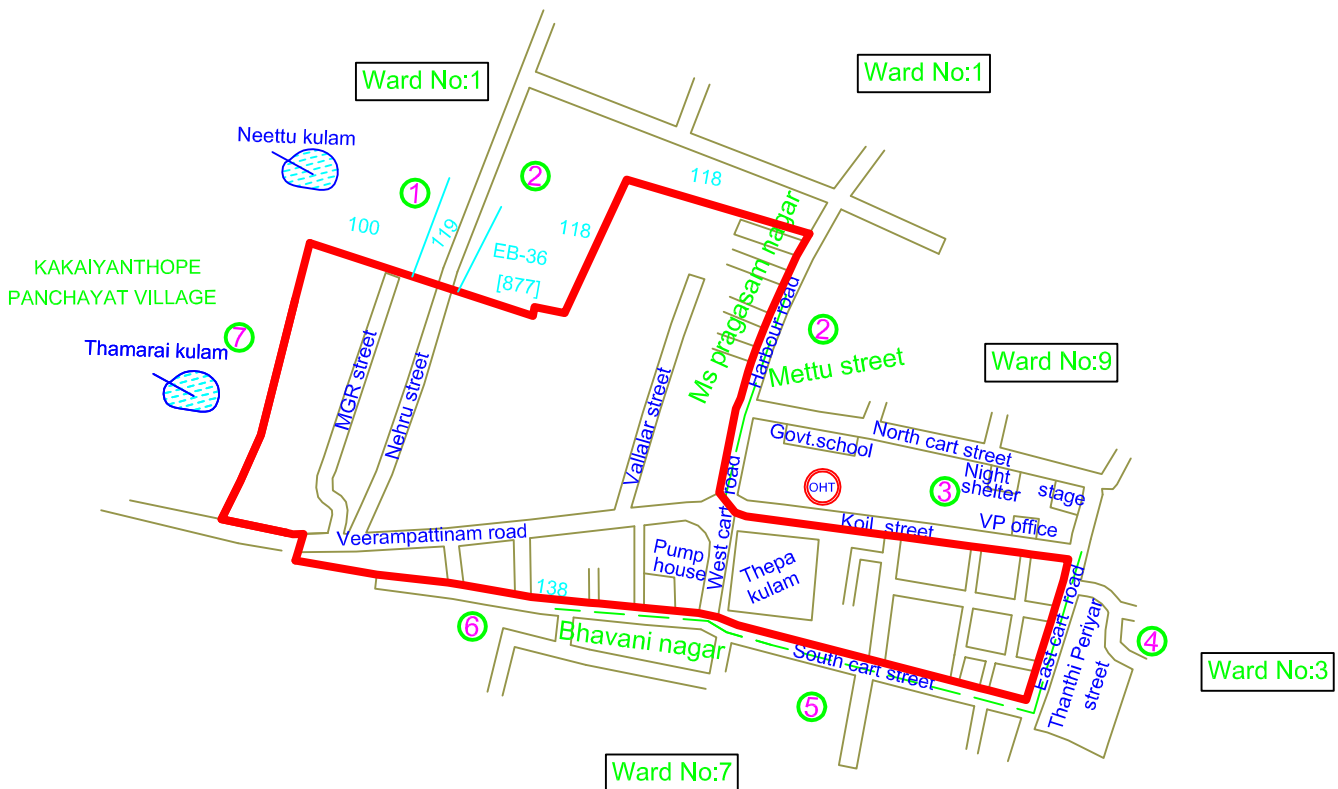 Ward No:1
Ward No:1
Neettu kulam
1
2
118
100
119
118
EB-36
[877]
KAKAIYANTHOPE
PANCHAYAT VILLAGE
7
Thamarai kulam
MGR street
Nehru street
Vallalar street
Ms pragasam nagar
Harbour road
2
Mettu street
Ward No:9
Govt.school
North cart street
OHT
Night
shelter
stage
3
VP office
Koil street
West cart road
Veerampattinam road
Pump
house
Thepa
kulam
138
6
Bhavani nagar
South cart street
5
East cart road
Thanthi Periyar
street
4
Ward No:3
Ward No:7